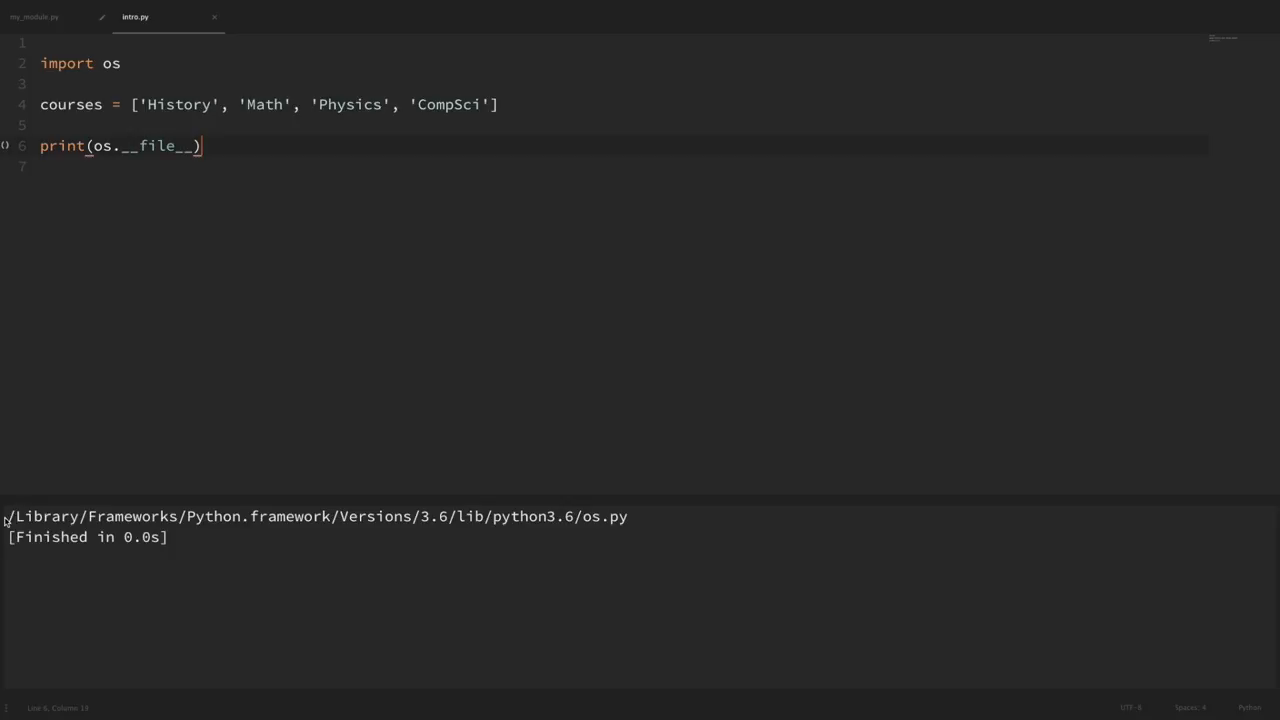 my_module.py intro.py ×
1
2 import os
3
4 courses = ['History', 'Math', 'Physics', 'CompSci']
5
() 6 print(os.__file__)
7
/Library/Frameworks/Python.framework/Versions/3.6/lib/python3.6/os.py
[Finished in 0.0s]
Line 6, Column 19 UTF-8 Spaces: 4 Python